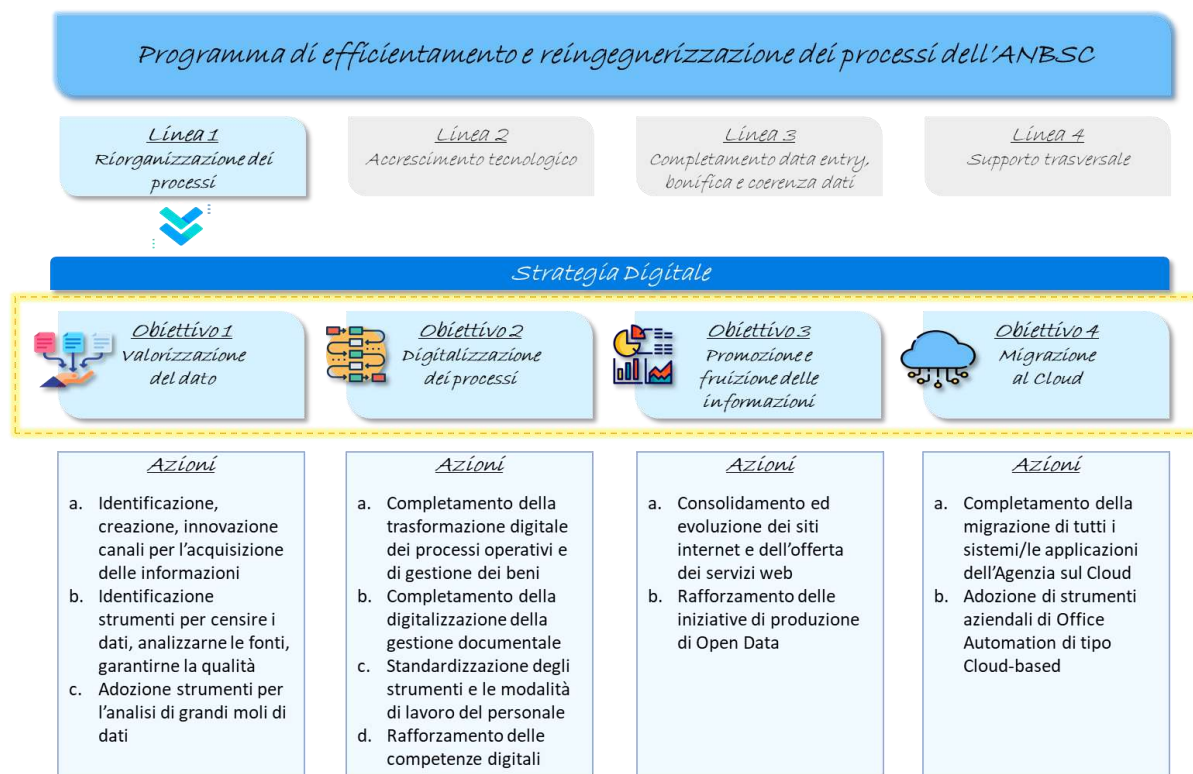 Programma di efficientamento e reingegnerizzazione dei processi dell'ANBSC
Linea 1
Riorganizzazione dei
processi
Linea 2
Accrescimento tecnologico
Linea 3
Completamento data entry,
bonifica e coerenza dati
Linea 4
Supporto trasversale
Strategia Digitale
Obiettivo 1
Valorizzazione
del dato
Obiettivo 2
Digitalizzazione
dei processi
Obiettivo 3
Promozione e
fruizione delle
informazioni
Obiettivo 4
Migrazione
al Cloud
Azioni
a. Identificazione,
creazione, innovazione
canali per l'acquisizione
delle informazioni
b. Identificazione
strumenti per censire i
dati, analizzarne le fonti,
garantirne la qualità
c. Adozione strumenti per
l'analisi di grandi moli di
dati
Azioni
a. Completamento della
trasformazione digitale
dei processi operativi e
di gestione dei beni
b. Completamento della
digitalizzazione della
gestione documentale
c. Standardizzazione degli
strumenti e le modalità
di lavoro del personale
d. Rafforzamento delle
competenze digitali
Azioni
a. Consolidamento ed
evoluzione dei siti
internet e dell'offerta
dei servizi web
b. Rafforzamento delle
iniziative di produzione
di Open Data
Azioni
a. Completamento della
migrazione di tutti i
sistemi/le applicazioni
dell'Agenzia sul Cloud
b. Adozione di strumenti
aziendali di Office
Automation di tipo
Cloud-based